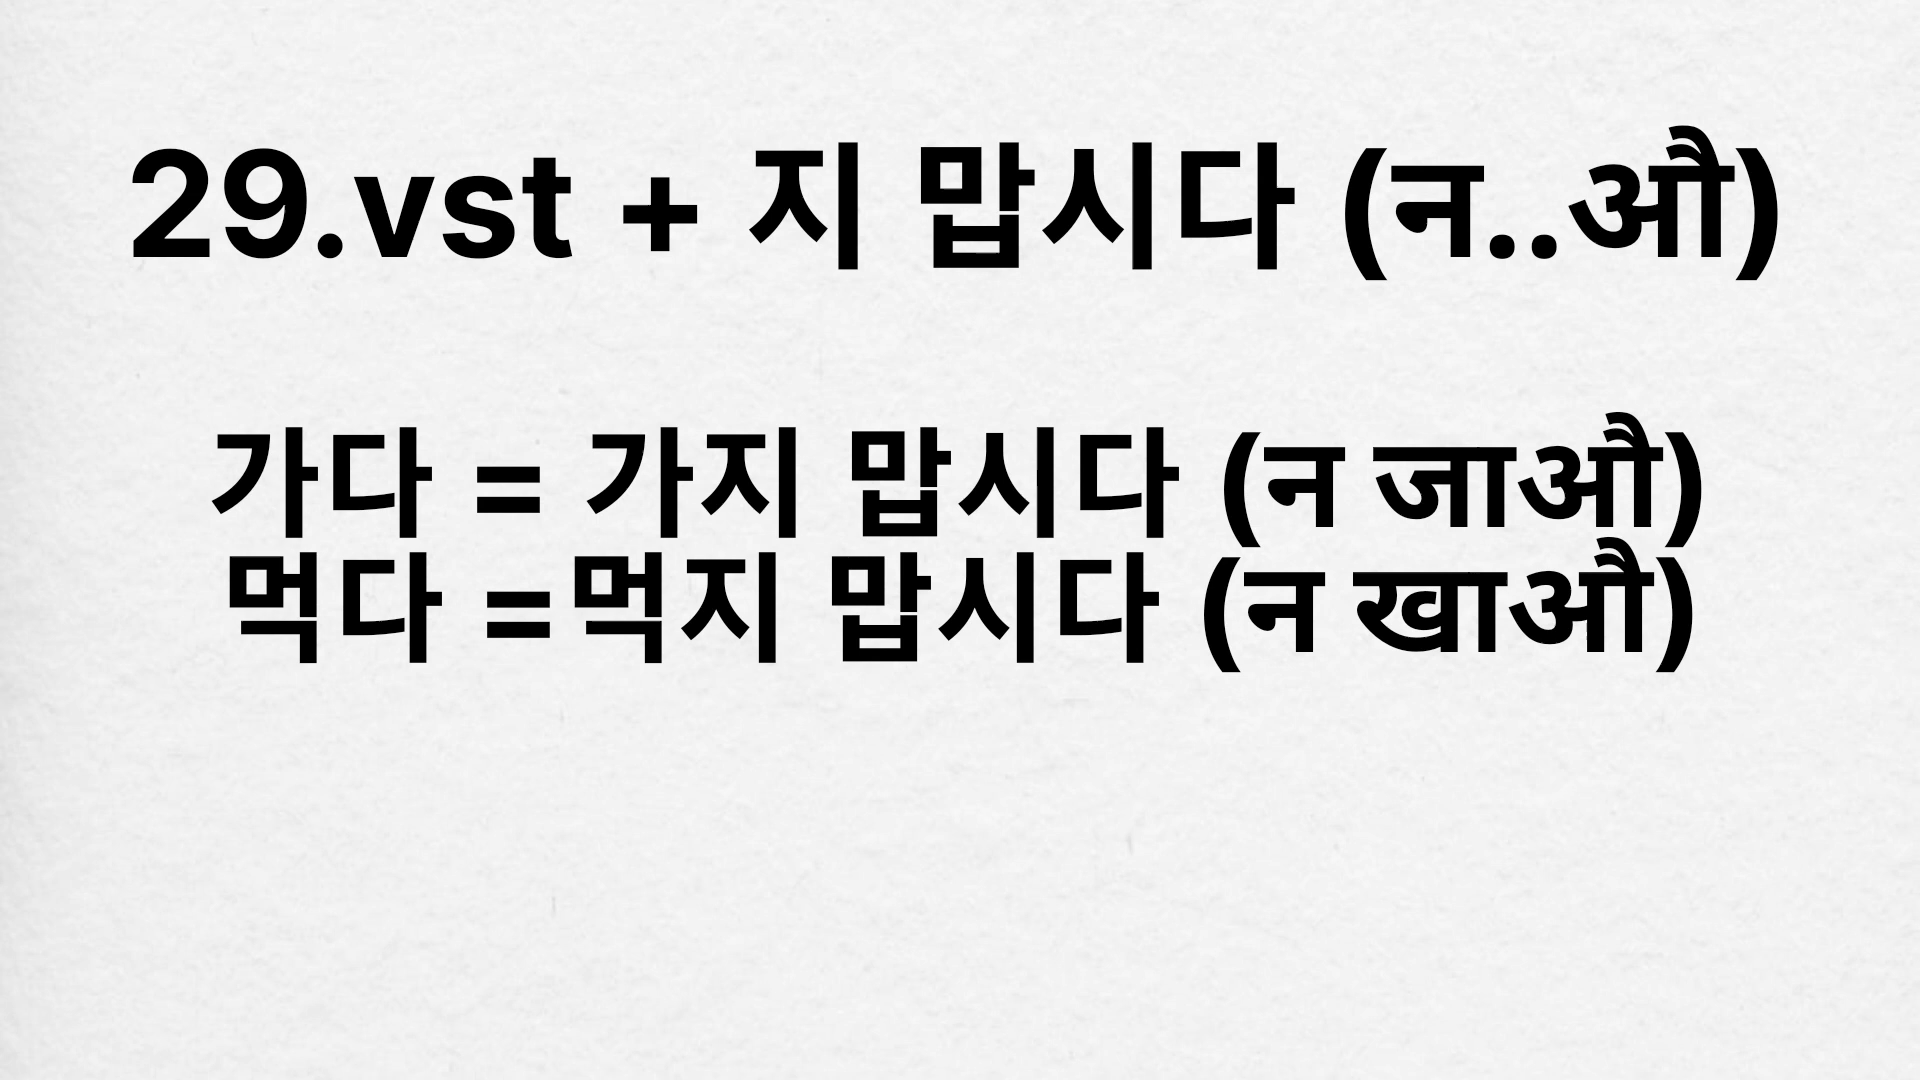 29.vst + 지 맙시다 (न..औ)
가다 = 가지 맙시다 (न जाऔ)
먹다 =먹지 맙시다 (न खाऔ)